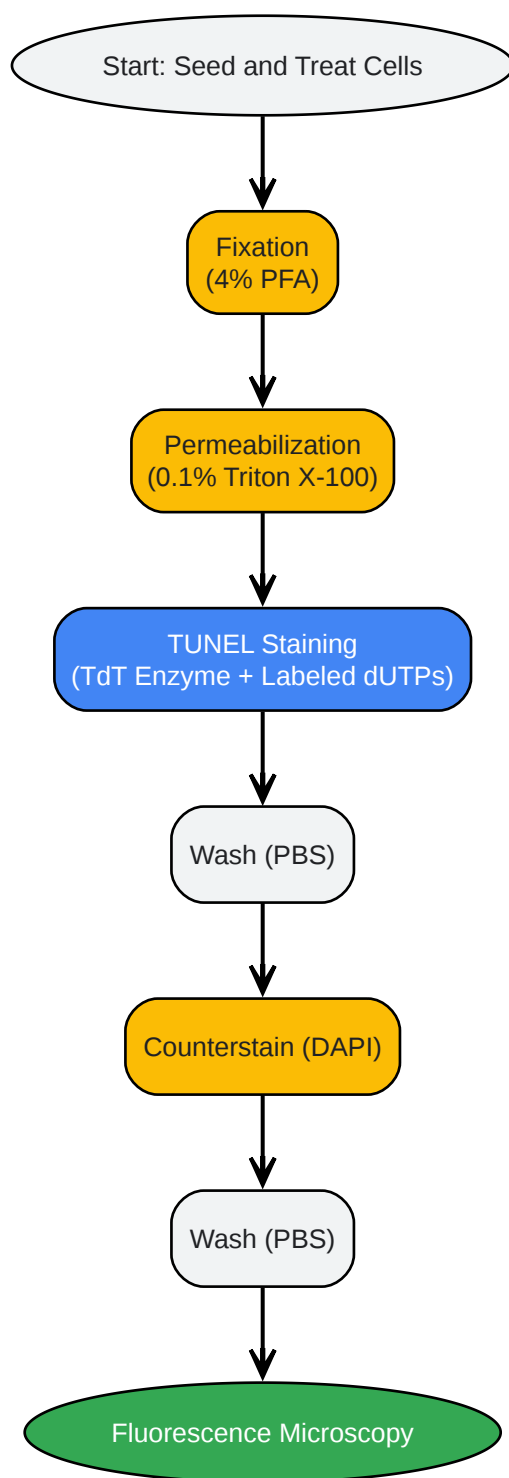 Start: Seed and Treat Cells
Fixation
(4% PFA)
Permeabilization
(0.1% Triton X-100)
TUNEL Staining
(TdT Enzyme + Labeled dUTPs)
Wash (PBS)
Counterstain (DAPI)
Wash (PBS)
Fluorescence Microscopy